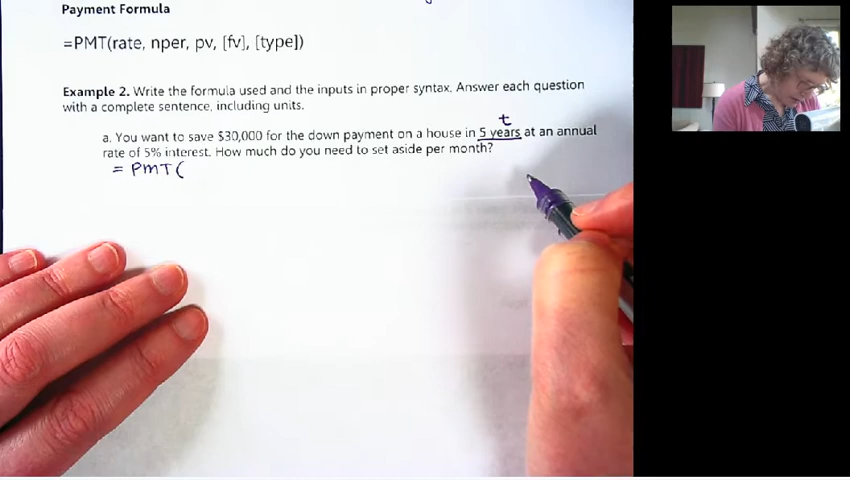 Payment Formula
=PMT(rate, nper, pv, [fv], [type])
Example 2. Write the formula used and the inputs in proper syntax. Answer each question
with a complete sentence, including units.
t
a. You want to save $30,000 for the down payment on a house in 5 years at an annual
rate of 5% interest. How much do you need to set aside per month?
= PMT(